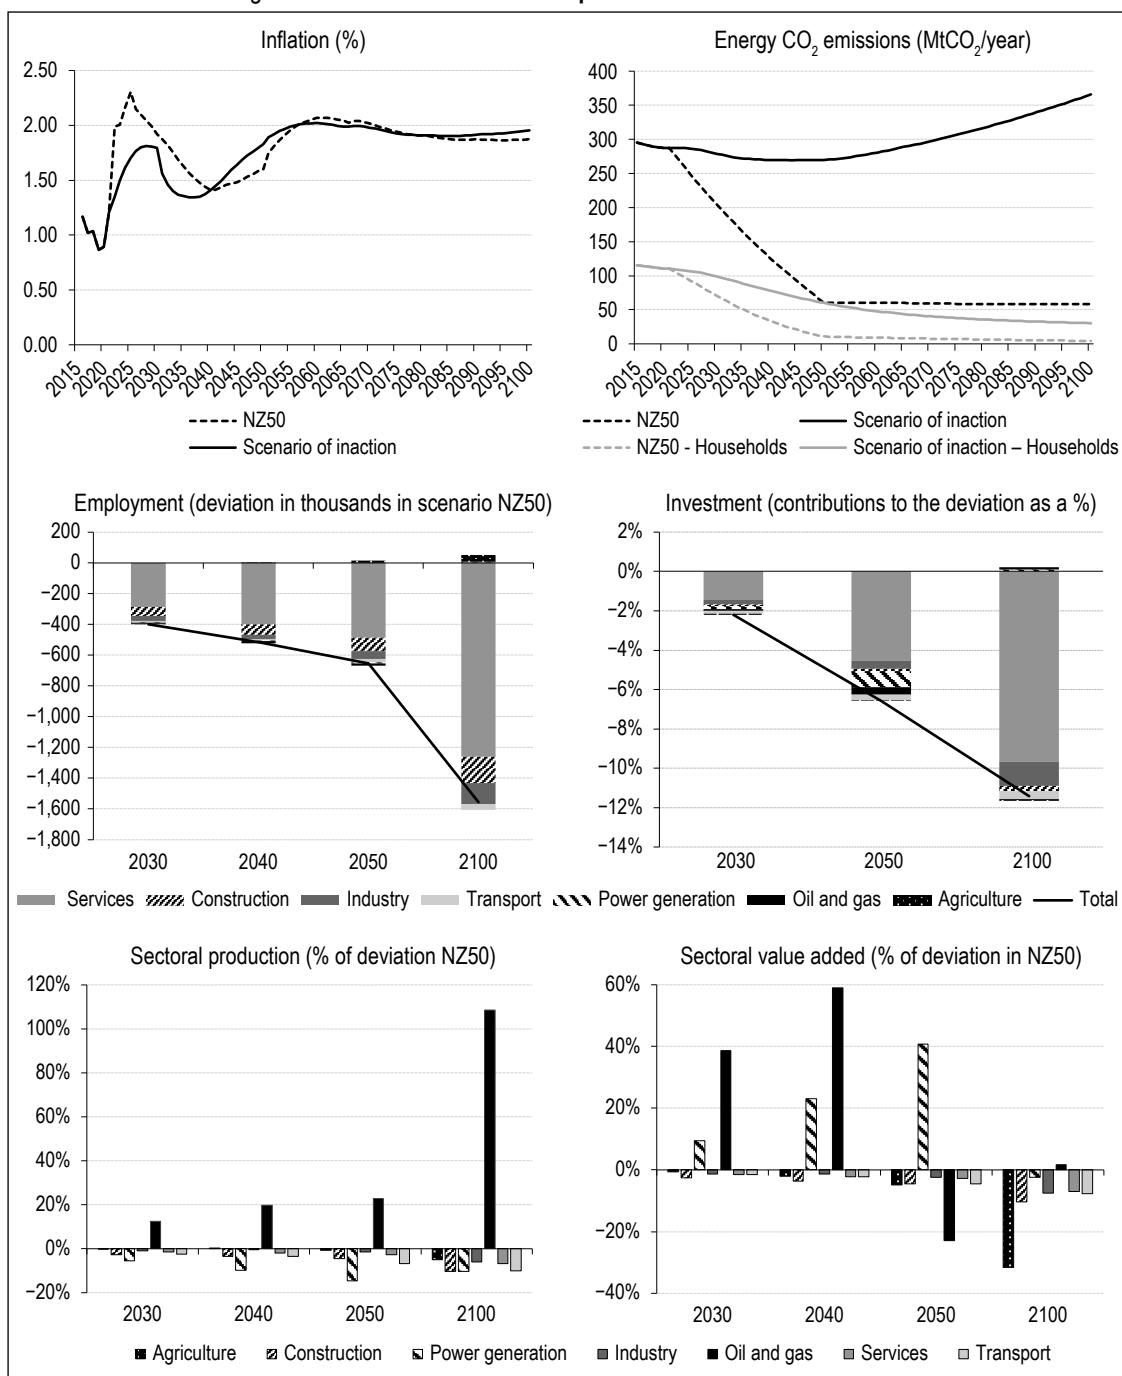 Inflation (%)
2.50
2.00
1.50
1.00
0.50
0.00
2015 2020 2025 2030 2035 2040 2045 2050 2055 2060 2065 2070 2075 2080 2085 2090 2095 2100
NZ50
Scenario of inaction
Energy CO₂ emissions (MtCO₂/year)
400
350
300
250
200
150
100
50
0
2015 2020 2025 2030 2035 2040 2045 2050 2055 2060 2065 2070 2075 2080 2085 2090 2095 2100
NZ50 Scenario of inaction
NZ50 - Households Scenario of inaction – Households
Employment (deviation in thousands in scenario NZ50)
200
0
−200
−400
−600
−800
−1,000
−1,200
−1,400
−1,600
−1,800
2030 2040 2050 2100
Investment (contributions to the deviation as a %)
2%
0%
−2%
−4%
−6%
−8%
−10%
−12%
−14%
2030 2050 2100
Services Construction Industry Transport Power generation Oil and gas Agriculture Total
Sectoral production (% of deviation NZ50)
120%
100%
80%
60%
40%
20%
0%
−20%
2030 2040 2050 2100
Sectoral value added (% of deviation in NZ50)
60%
40%
20%
0%
−20%
−40%
2030 2040 2050 2100
Agriculture Construction Power generation Industry Oil and gas Services Transport